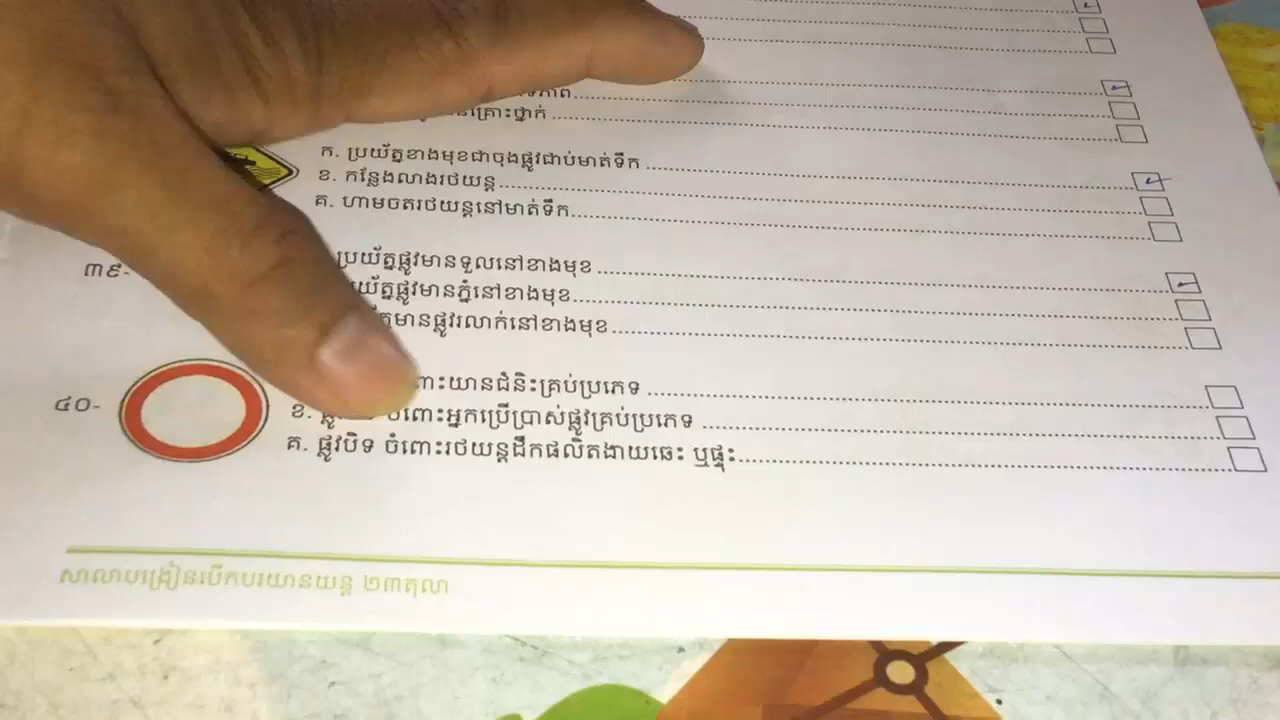 គ្រោះថ្នាក់
ក. ប្រយ័ត្នខាងមុខជាចុងផ្លូវជាប់មាត់ទឹក
ខ. កន្លែងលាងរថយន្ត
គ. ហាមចតរថយន្តនៅមាត់ទឹក
៣៩-
ប្រយ័ត្នផ្លូវមានទួលនៅខាងមុខ
ផ្លូវមានភ្នំនៅខាងមុខ
មានផ្លូវរលាក់នៅខាងមុខ
៤០-
យានជំនិះគ្រប់ប្រភេទ
ខ. ចំពោះអ្នកប្រើប្រាស់ផ្លូវគ្រប់ប្រភេទ
គ. ផ្លូវបិទ ចំពោះរថយន្តដឹកផលិតងាយឆេះ ឬផ្ទុះ
សាលាបង្រៀនបើកបរយានយន្ត ២៣តុលា